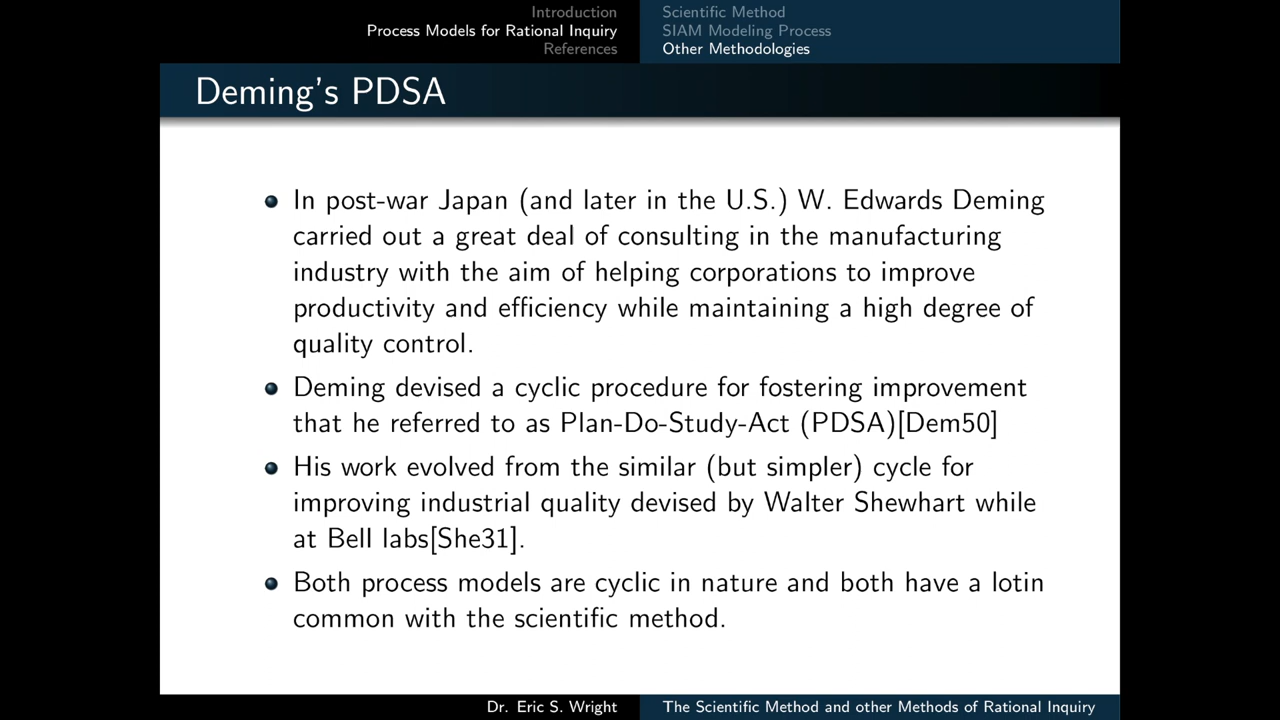 Introduction
Process Models for Rational Inquiry
References
Scientific Method
SIAM Modeling Process
Other Methodologies
Deming's PDSA
In post-war Japan (and later in the U.S.) W. Edwards Deming
carried out a great deal of consulting in the manufacturing
industry with the aim of helping corporations to improve
productivity and efficiency while maintaining a high degree of
quality control.
Deming devised a cyclic procedure for fostering improvement
that he referred to as Plan-Do-Study-Act (PDSA)[Dem50]
His work evolved from the similar (but simpler) cycle for
improving industrial quality devised by Walter Shewhart while
at Bell labs[She31].
Both process models are cyclic in nature and both have a lotin
common with the scientific method.
Dr. Eric S. Wright
The Scientific Method and other Methods of Rational Inquiry